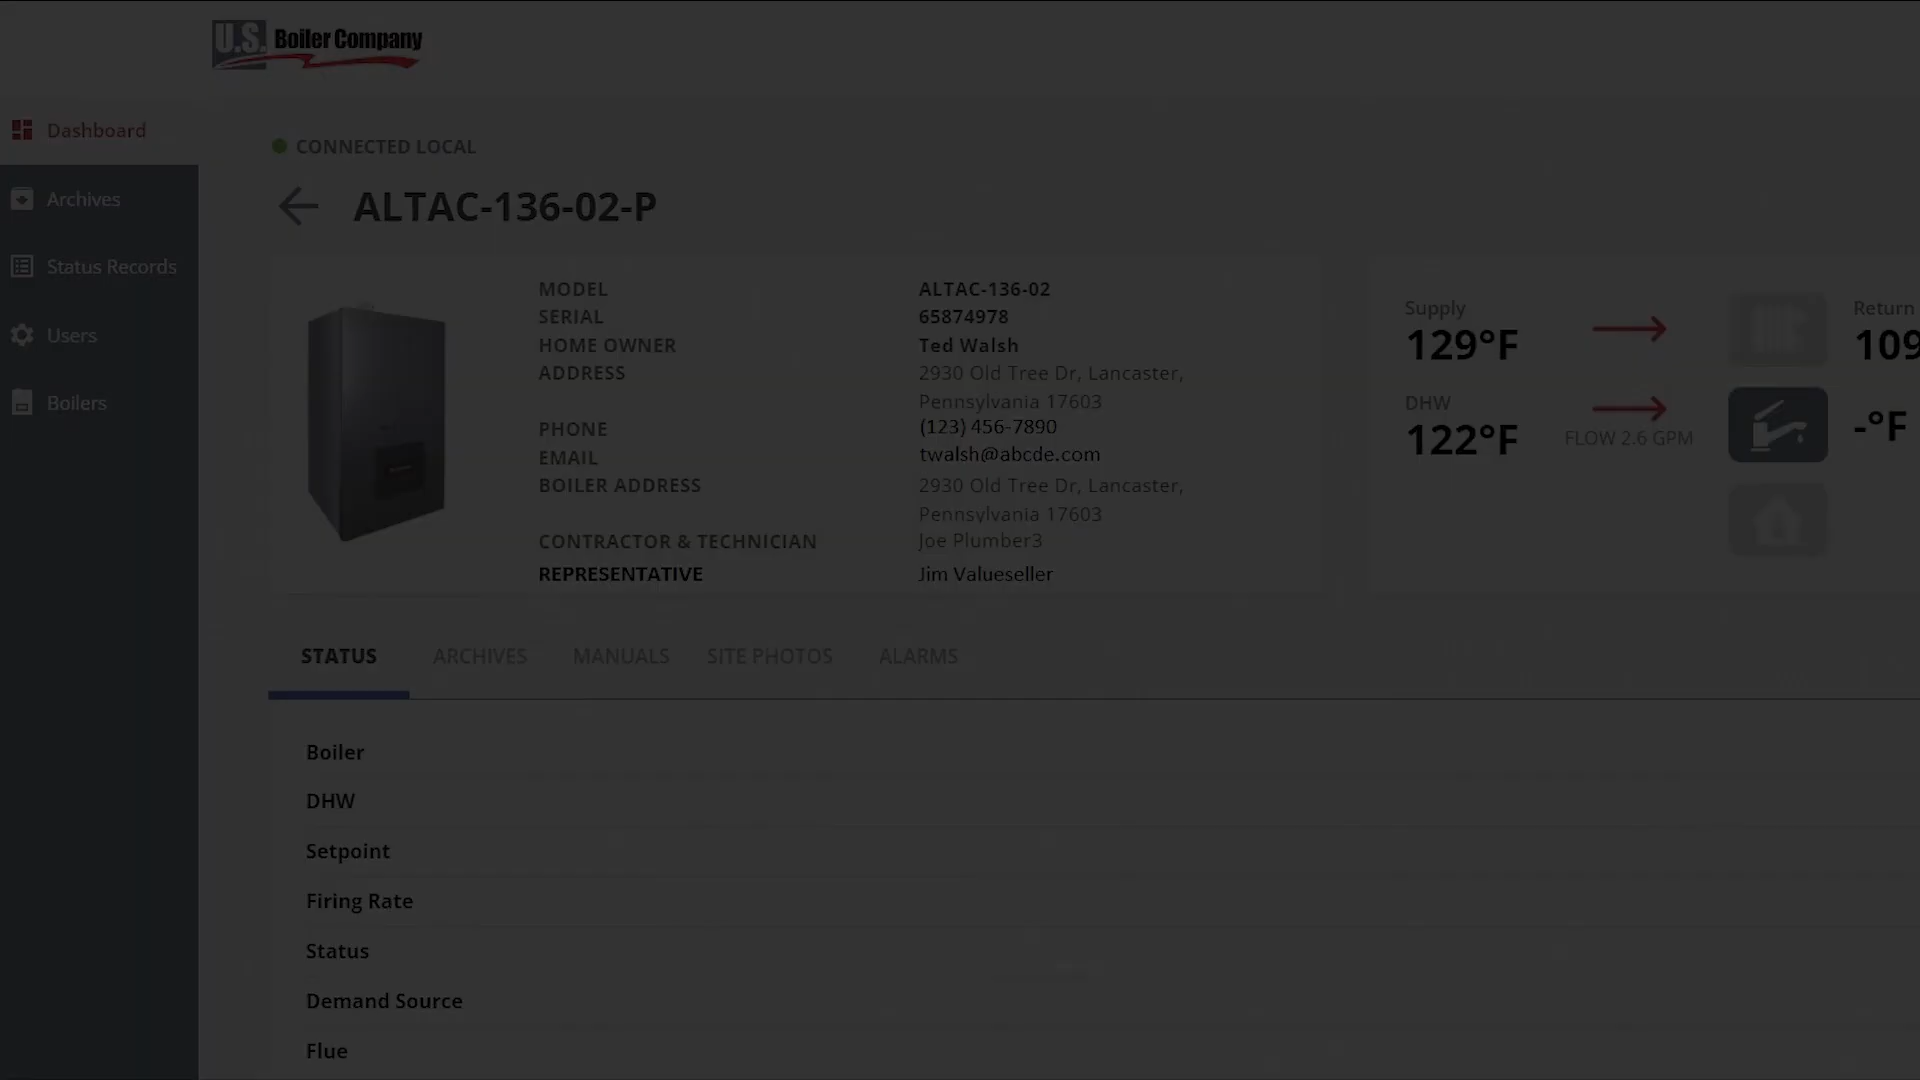 U.S. Boiler Company
Dashboard
Archives
Status Records
Users
Boilers
CONNECTED LOCAL
ALTAC-136-02-P
MODEL ALTAC-136-02
SERIAL 65874978
HOME OWNER Ted Walsh
ADDRESS 2930 Old Tree Dr, Lancaster,
Pennsylvania 17603
PHONE (123) 456-7890
EMAIL twalsh@abcde.com
BOILER ADDRESS 2930 Old Tree Dr, Lancaster,
Pennsylvania 17603
CONTRACTOR & TECHNICIAN Joe Plumber3
REPRESENTATIVE Jim Valueseller
Supply Return
129°F 109
DHW
122°F FLOW 2.6 GPM -°F
STATUS ARCHIVES MANUALS SITE PHOTOS ALARMS
Boiler
DHW
Setpoint
Firing Rate
Status
Demand Source
Flue